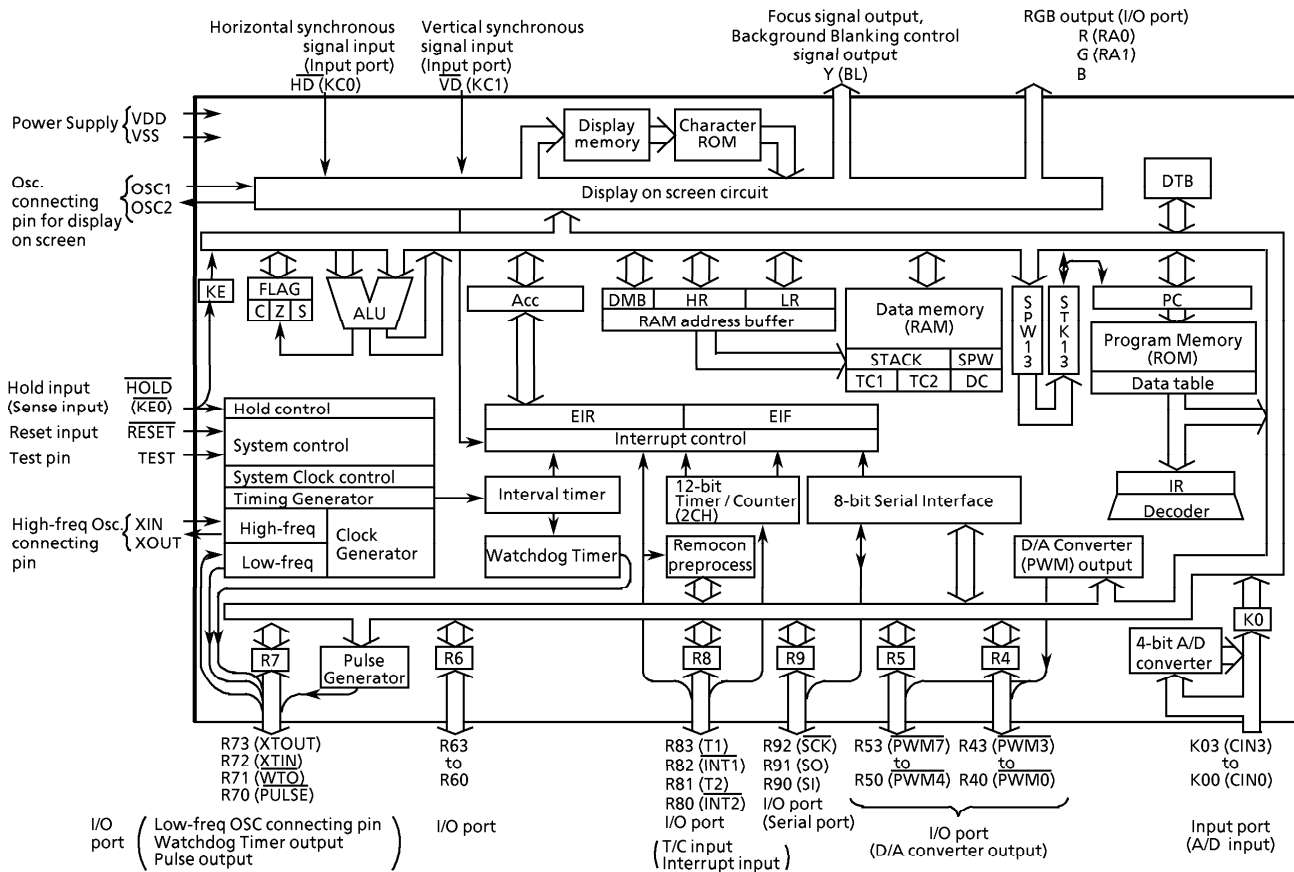 Horizontal synchronous
signal input
(Input port)
HD (KC0)
Vertical synchronous
signal input
(Input port)
VD (KC1)
Focus signal output,
Background Blanking control
signal output
Y (BL)
RGB output (I/O port)
R (RA0)
G (RA1)
B
Power Supply
VDD
VSS
Display
memory
Character
ROM
Osc.
connecting
pin for display
on screen
OSC1
OSC2
Display on screen circuit
DTB
KE
FLAG
C Z S
ALU
Acc
DMB
HR
LR
RAM address buffer
Data memory
(RAM)
STACK
SPW
TC1
TC2
DC
SPW13
STK13
PC
Program Memory
(ROM)
Data table
Hold input
(Sense input)
HOLD
(KE0)
Reset input
RESET
Test pin
TEST
High-freq Osc.
connecting
pin
XIN
XOUT
Hold control
System control
System Clock control
Timing Generator
High-freq
Low-freq
Clock
Generator
EIR
EIF
Interrupt control
Interval timer
Watchdog Timer
12-bit
Timer / Counter
(2CH)
Remocon
preprocess
8-bit Serial Interface
D/A Converter
(PWM) output
IR
Decoder
R7
Pulse
Generator
R6
R8
R9
R5
R4
4-bit A/D
converter
K0
R73 (XTOUT)
R72 (XTIN)
R71 (WTO)
R70 (PULSE)
I/O
port
Low-freq OSC connecting pin
Watchdog Timer output
Pulse output
R63
to
R60
I/O port
R83 (T1)
R82 (INT1)
R81 (T2)
R80 (INT2)
I/O port
(T/C input
Interrupt input)
R92 (SCK)
R91 (SO)
R90 (SI)
I/O port
(Serial port)
R53 (PWM7)
to
R50 (PWM4)
R43 (PWM3)
to
R40 (PWM0)
I/O port
(D/A converter output)
K03 (CIN3)
to
K00 (CIN0)
Input port
(A/D input)